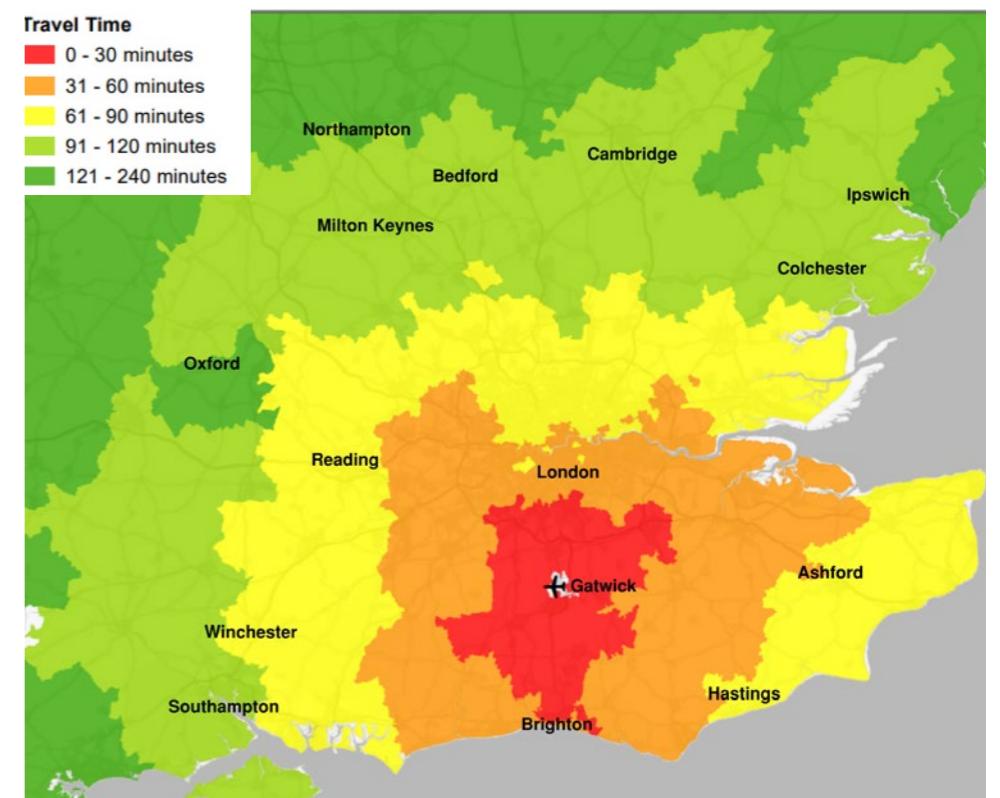 Travel Time
0 - 30 minutes
31 - 60 minutes
61 - 90 minutes
91 - 120 minutes
121 - 240 minutes
Northampton
Cambridge
Bedford
Ipswich
Milton Keynes
Colchester
Oxford
Reading
London
Ashford
Gatwick
Winchester
Hastings
Southampton
Brighton